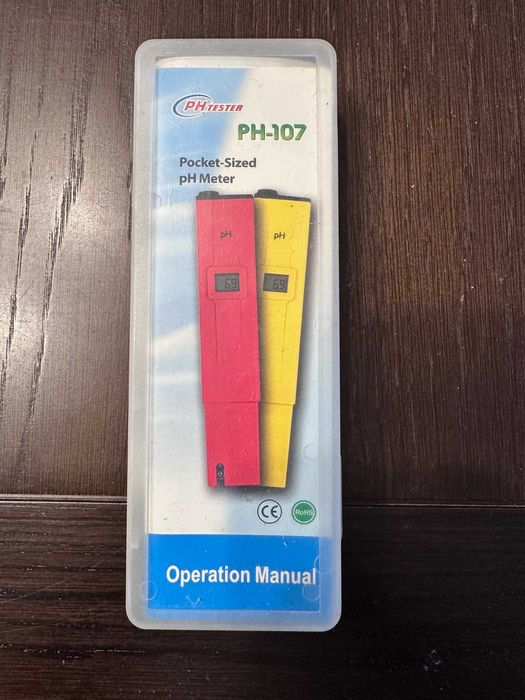 PH TESTER
PH-107
Pocket-Sized
pH Meter
pH
pH
6.9
6.9
CE
RoHS
Operation Manual